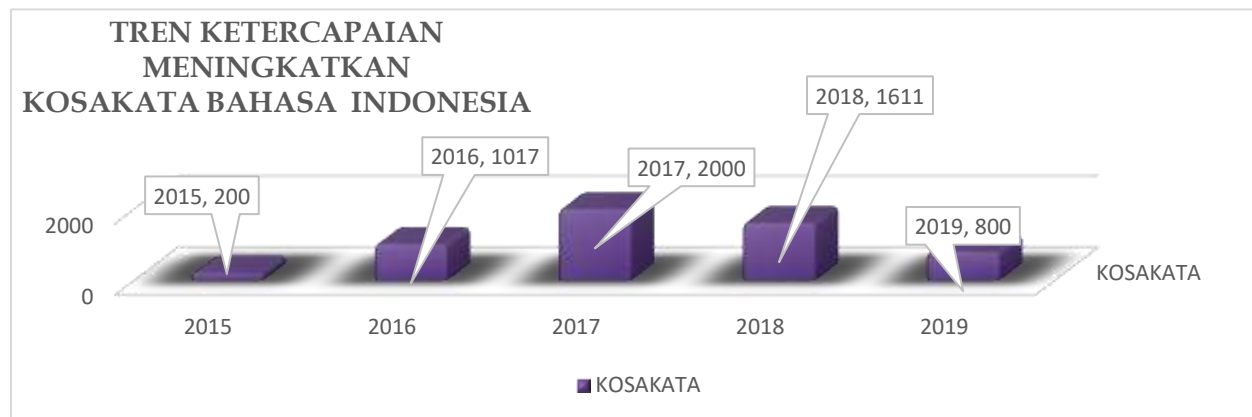 TREN KETERCAPAIAN
MENINGKATKAN
KOSAKATA BAHASA INDONESIA
2015, 200
2016, 1017
2017, 2000
2018, 1611
2019, 800
2000
0
KOSAKATA
2015
2016
2017
2018
2019
KOSAKATA